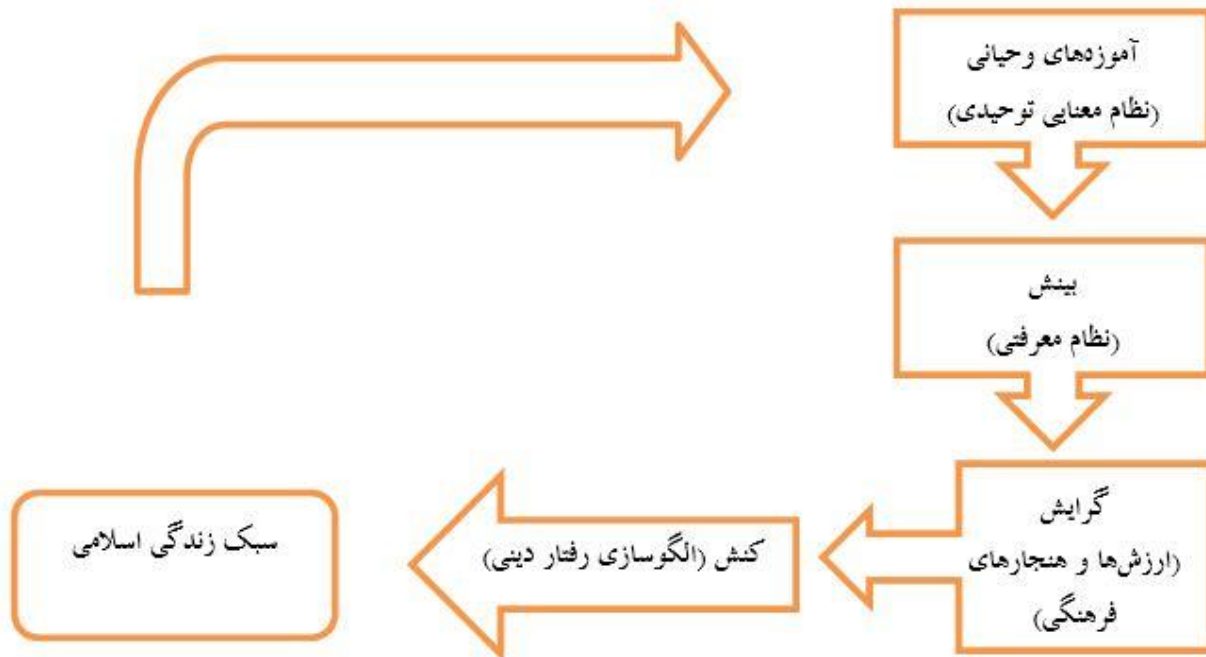 آموزه‌های وحیانی
(نظام معنایی توحیدی)
بینش
(نظام معرفتی)
گرایش
(ارزش‌ها و هنجارهای
فرهنگی)
کنش (الگوسازی رفتار دینی)
سبک زندگی اسلامی